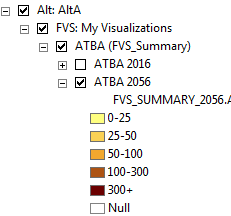 Alt: AltA
FVS: My Visualizations
ATBA (FVS_Summary)
ATBA 2016
ATBA 2056
FVS_SUMMARY_2056.
0-25
25-50
50-100
100-300
300+
Null